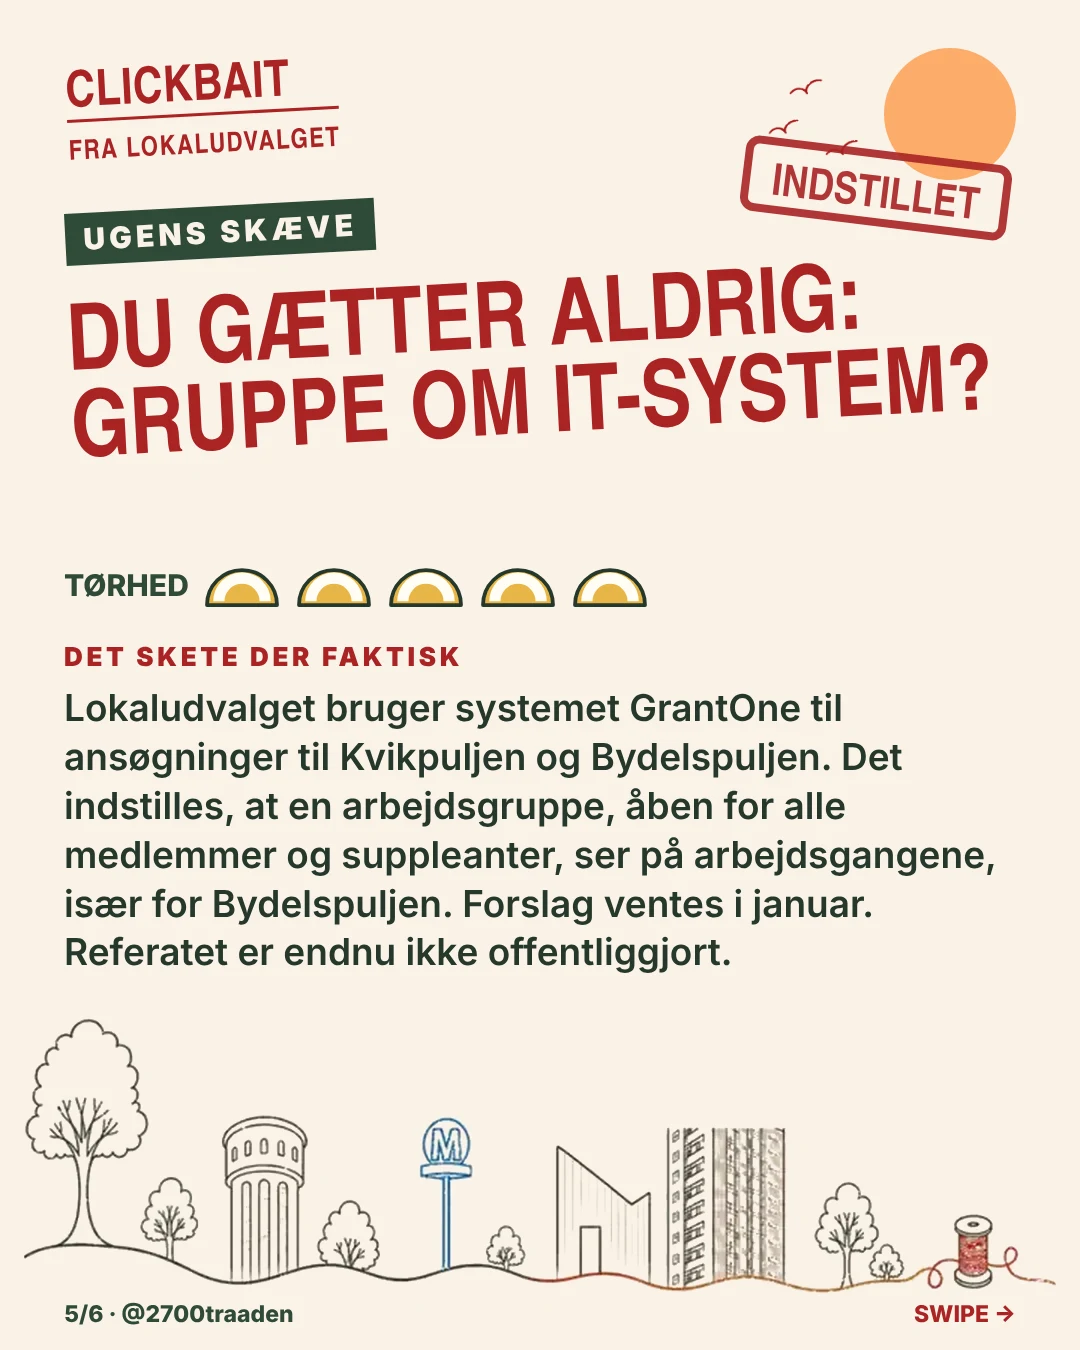 CLICKBAIT
FRA LOKALUDVALGET
INDSTILLET
UGENS SKÆVE
DU GÆTTER ALDRIG:
GRUPPE OM IT-SYSTEM?
TØRHED
DET SKETE DER FAKTISK
Lokaludvalget bruger systemet GrantOne til
ansøgninger til Kvikpuljen og Bydelspuljen. Det
indstilles, at en arbejdsgruppe, åben for alle
medlemmer og suppleanter, ser på arbejdsgangene,
især for Bydelspuljen. Forslag ventes i januar.
Referatet er endnu ikke offentliggjort.
M
5/6 · @2700traaden
SWIPE →